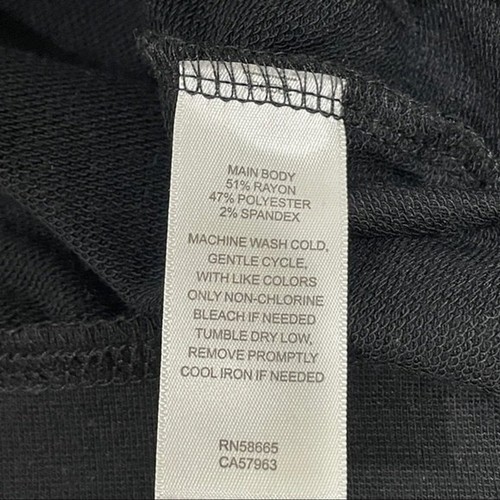 MAIN BODY
51% RAYON
47% POLYESTER
2% SPANDEX
MACHINE WASH COLD,
GENTLE CYCLE,
WITH LIKE COLORS
ONLY NON-CHLORINE
BLEACH IF NEEDED
TUMBLE DRY LOW,
REMOVE PROMPTLY
COOL IRON IF NEEDED
RN58665
CA57963